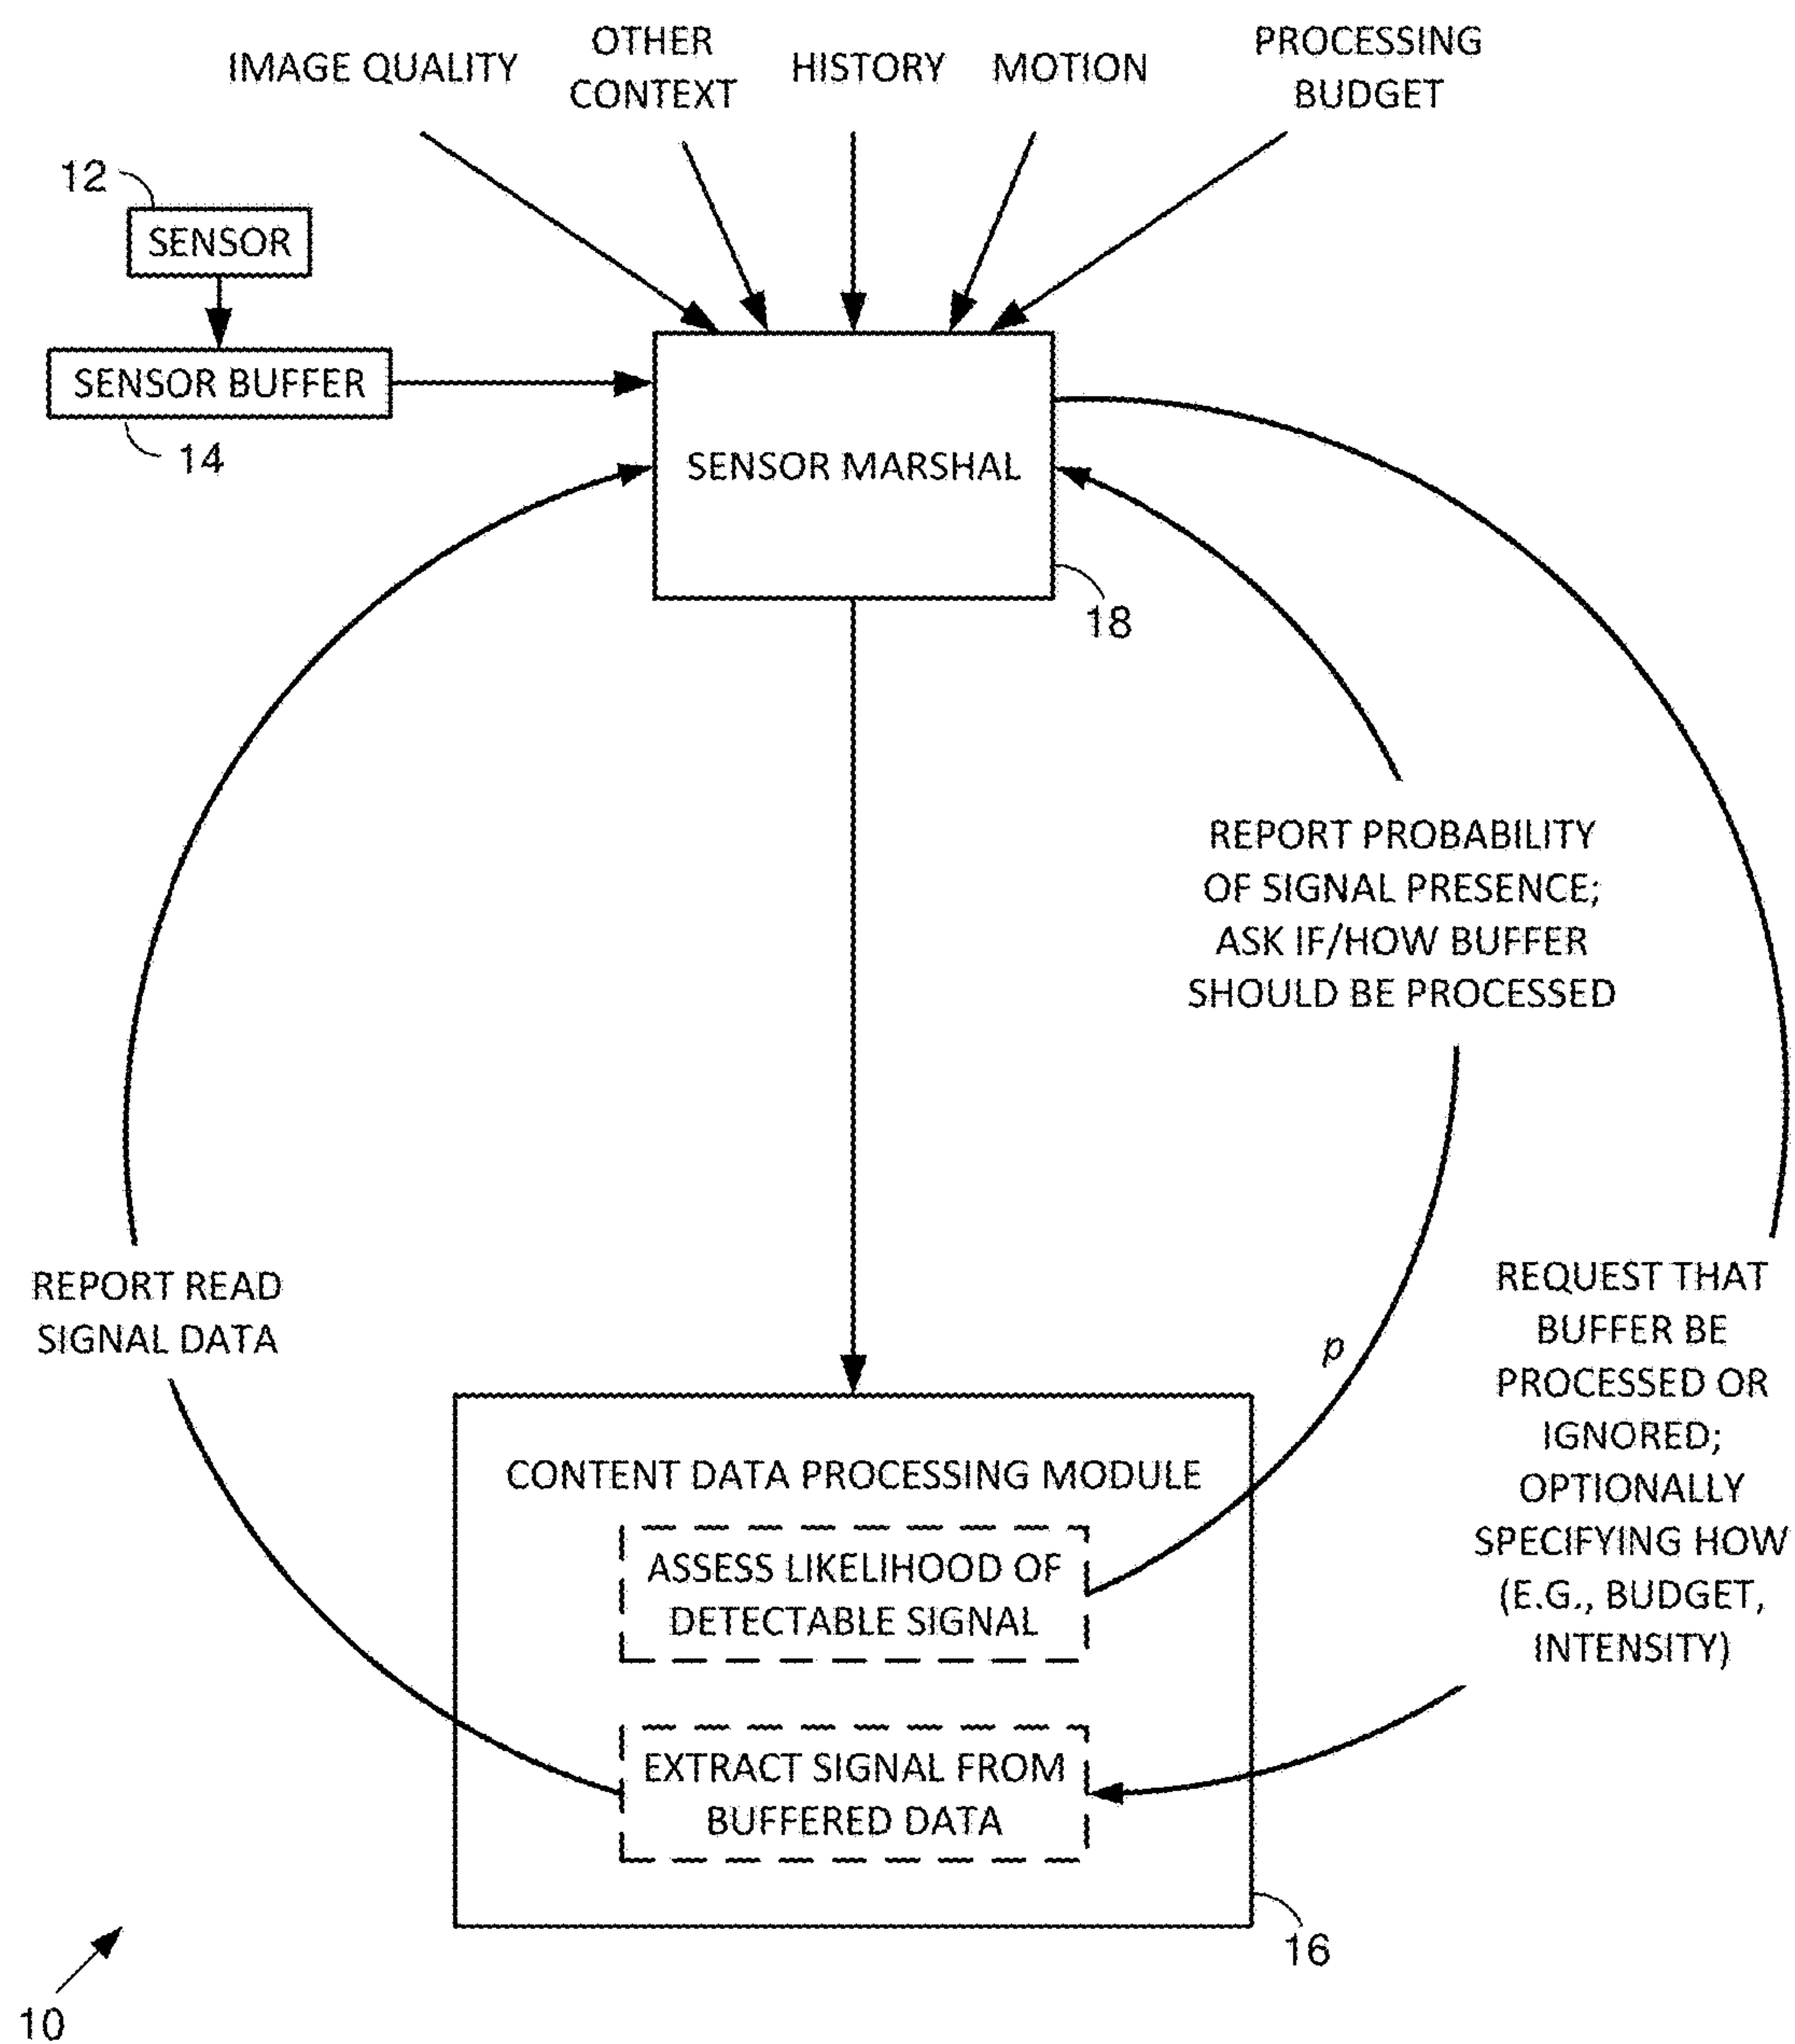 IMAGE QUALITY
OTHER
CONTEXT
HISTORY
MOTION
PROCESSING
BUDGET
12
SENSOR
SENSOR BUFFER
14
SENSOR MARSHAL
18
REPORT PROBABILITY
OF SIGNAL PRESENCE;
ASK IF/HOW BUFFER
SHOULD BE PROCESSED
REPORT READ
SIGNAL DATA
p
REQUEST THAT
BUFFER BE
PROCESSED OR
IGNORED;
OPTIONALLY
SPECIFYING HOW
(E.G., BUDGET,
INTENSITY)
CONTENT DATA PROCESSING MODULE
ASSESS LIKELIHOOD OF
DETECTABLE SIGNAL
EXTRACT SIGNAL FROM
BUFFERED DATA
16
10